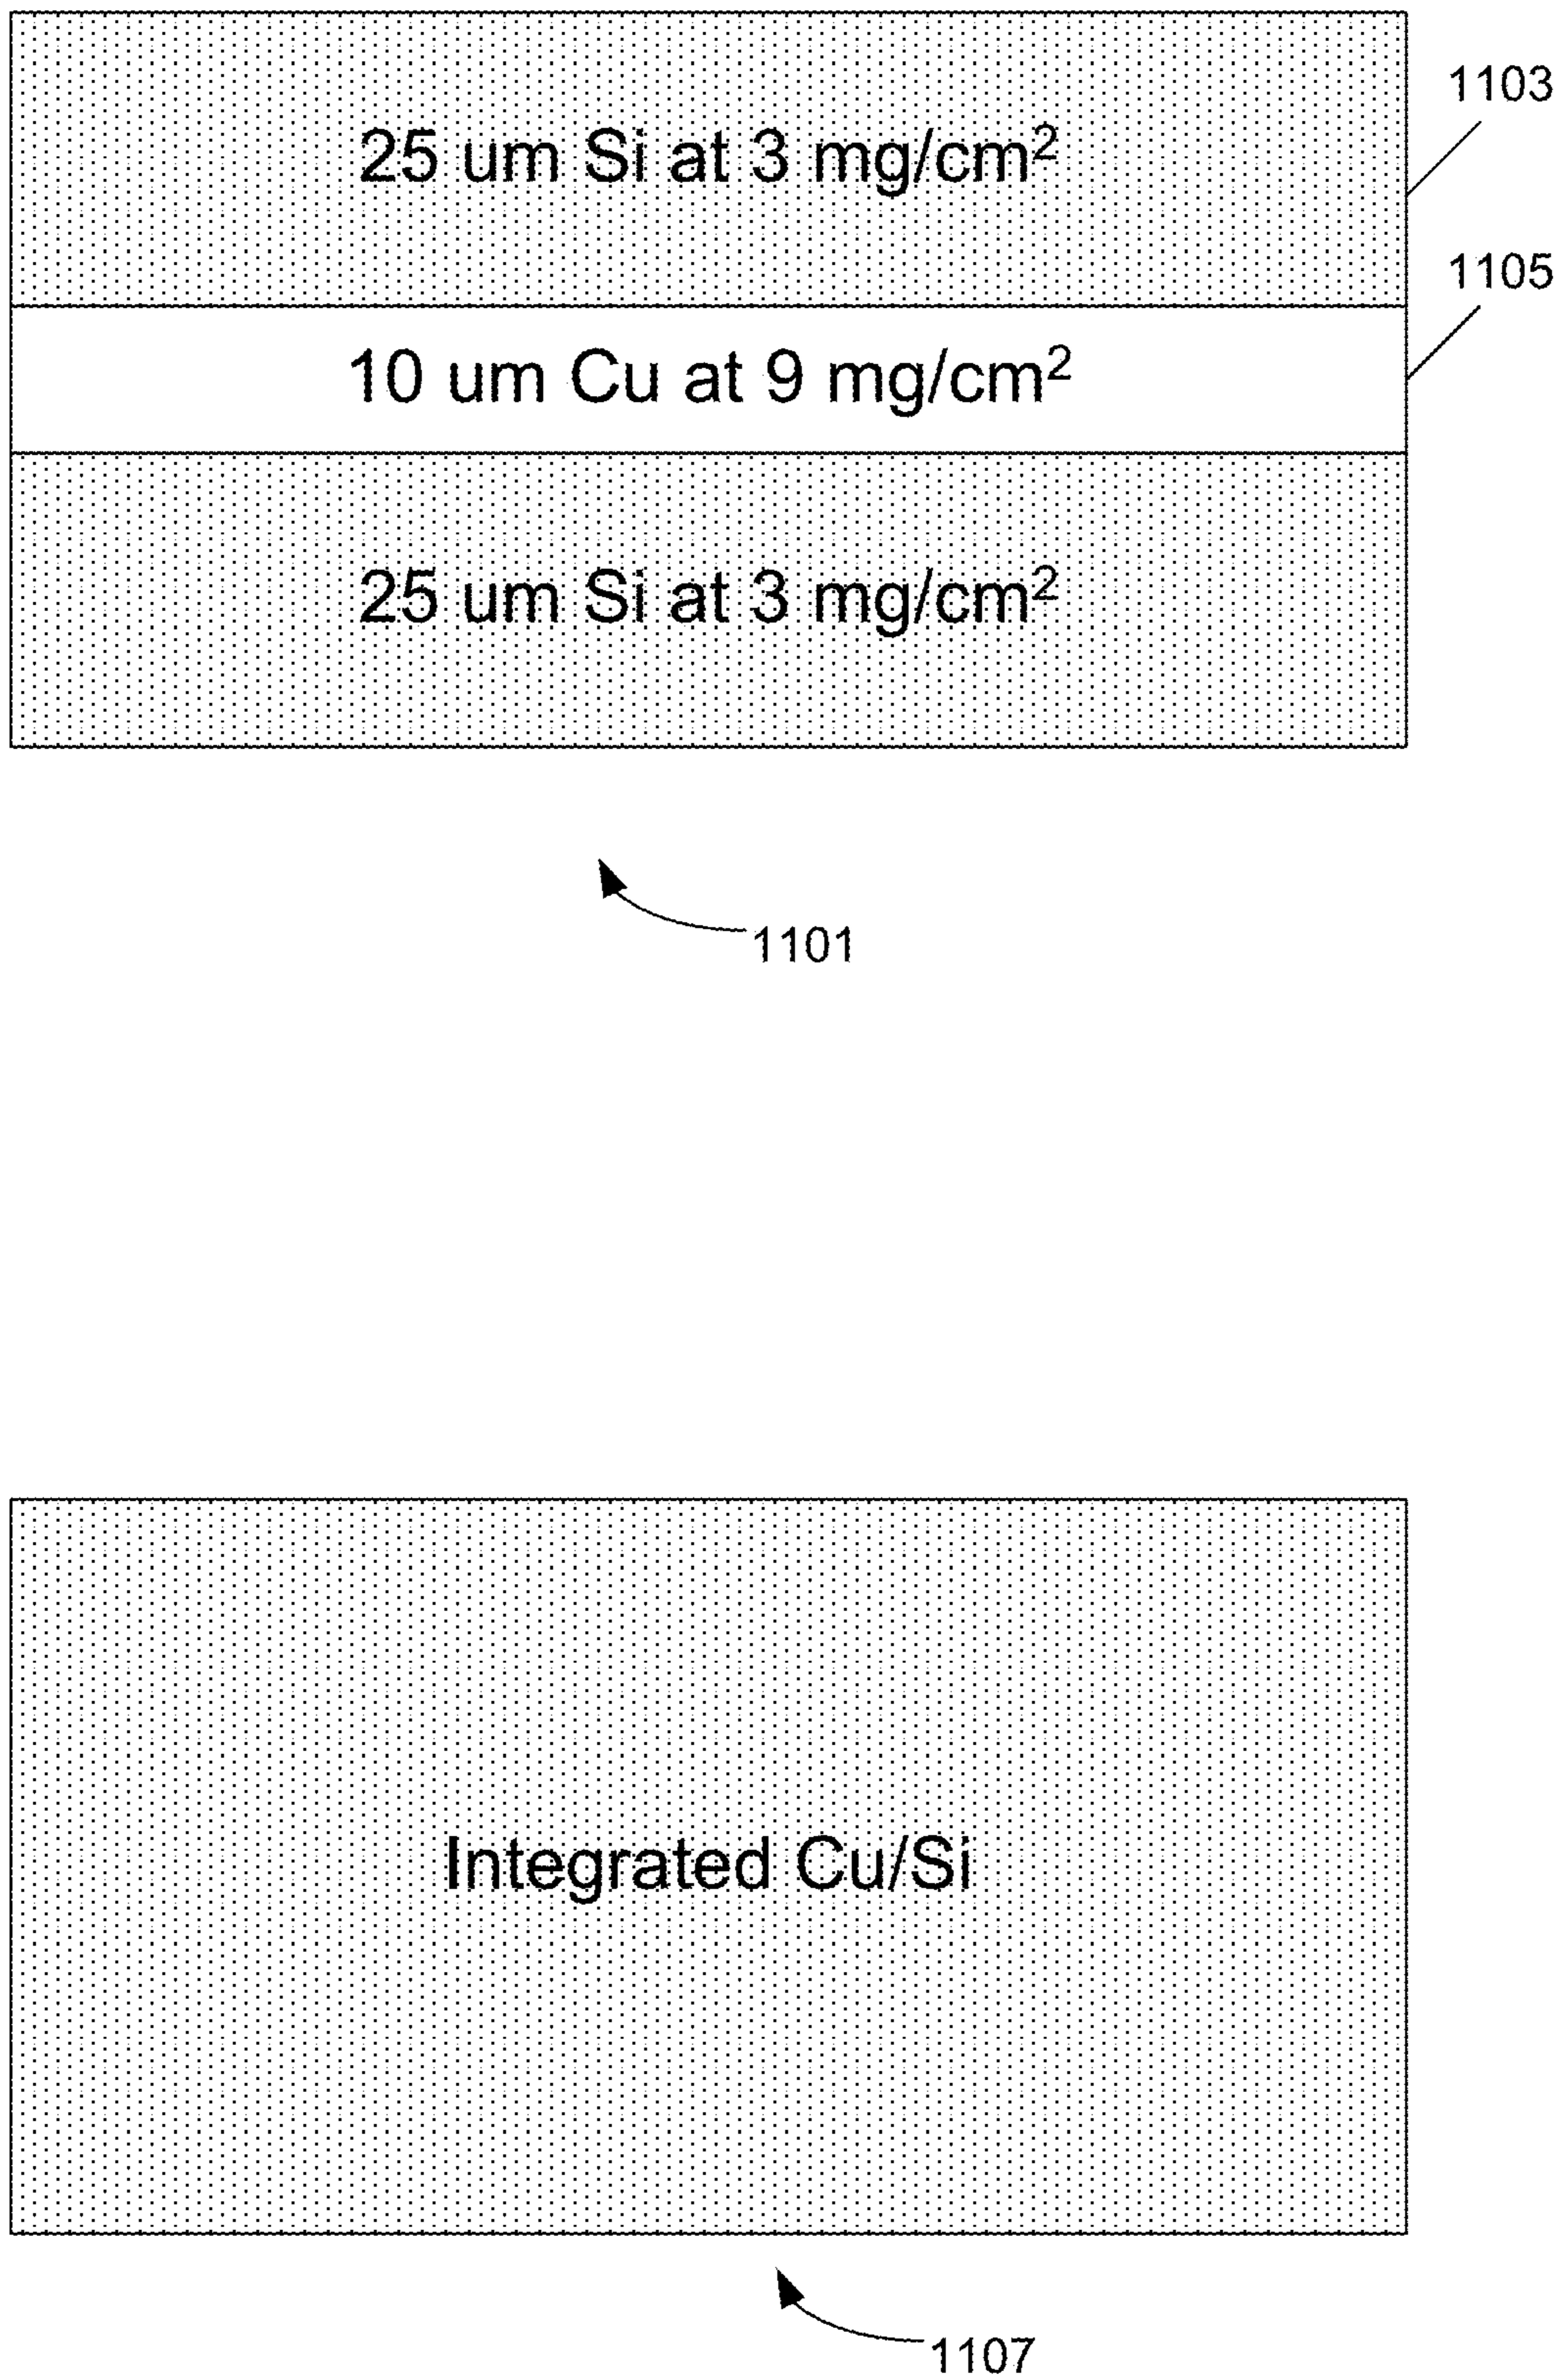 1103
25 um Si at 3 mg/cm²
1105
10 um Cu at 9 mg/cm²
25 um Si at 3 mg/cm²
1101
Integrated Cu/Si
1107